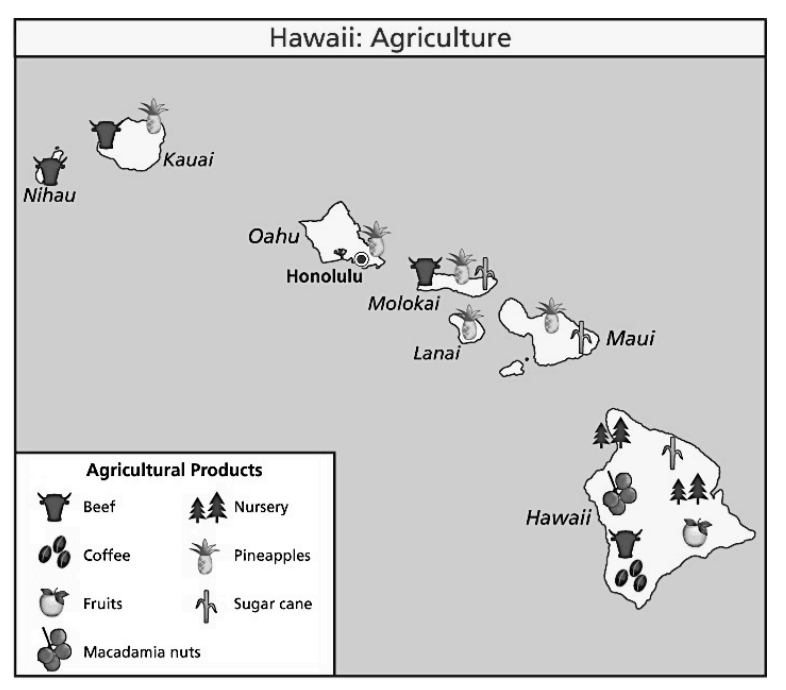 Hawaii: Agriculture
Kauai
Nihau
Oahu
Honolulu
Molokai
Lanai
Maui
Hawaii
Agricultural Products
Beef
Nursery
Coffee
Pineapples
Fruits
Sugar cane
Macadamia nuts